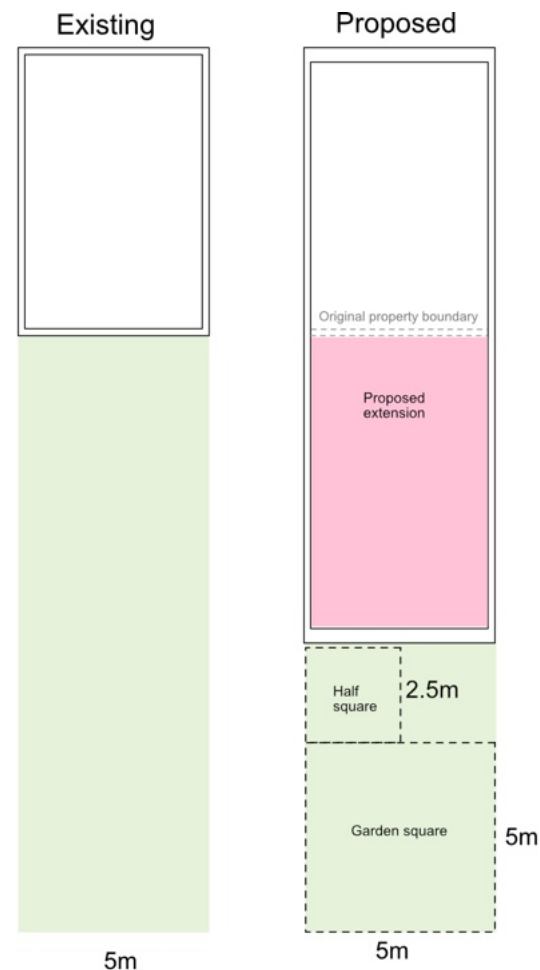 Existing
Proposed
Original property boundary
Proposed
extension
Half
square
2.5m
Garden square
5m
5m
5m